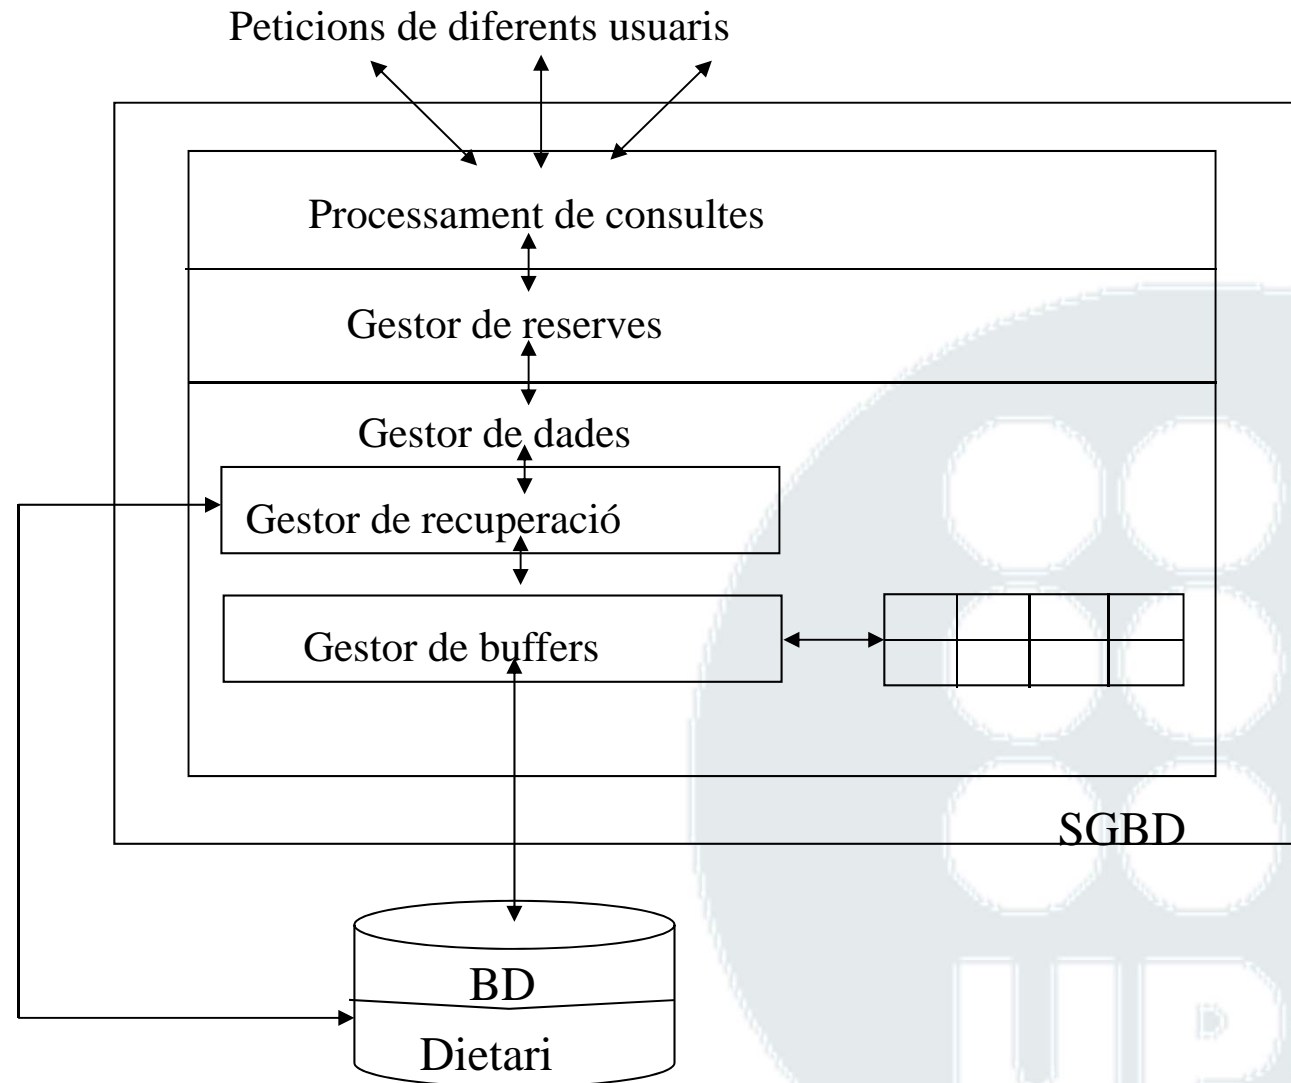 Peticions de diferents usuaris
Processament de consultes
Gestor de reserves
Gestor de dades
Gestor de recuperació
Gestor de buffers
SGBD
BD
Dietari
UP